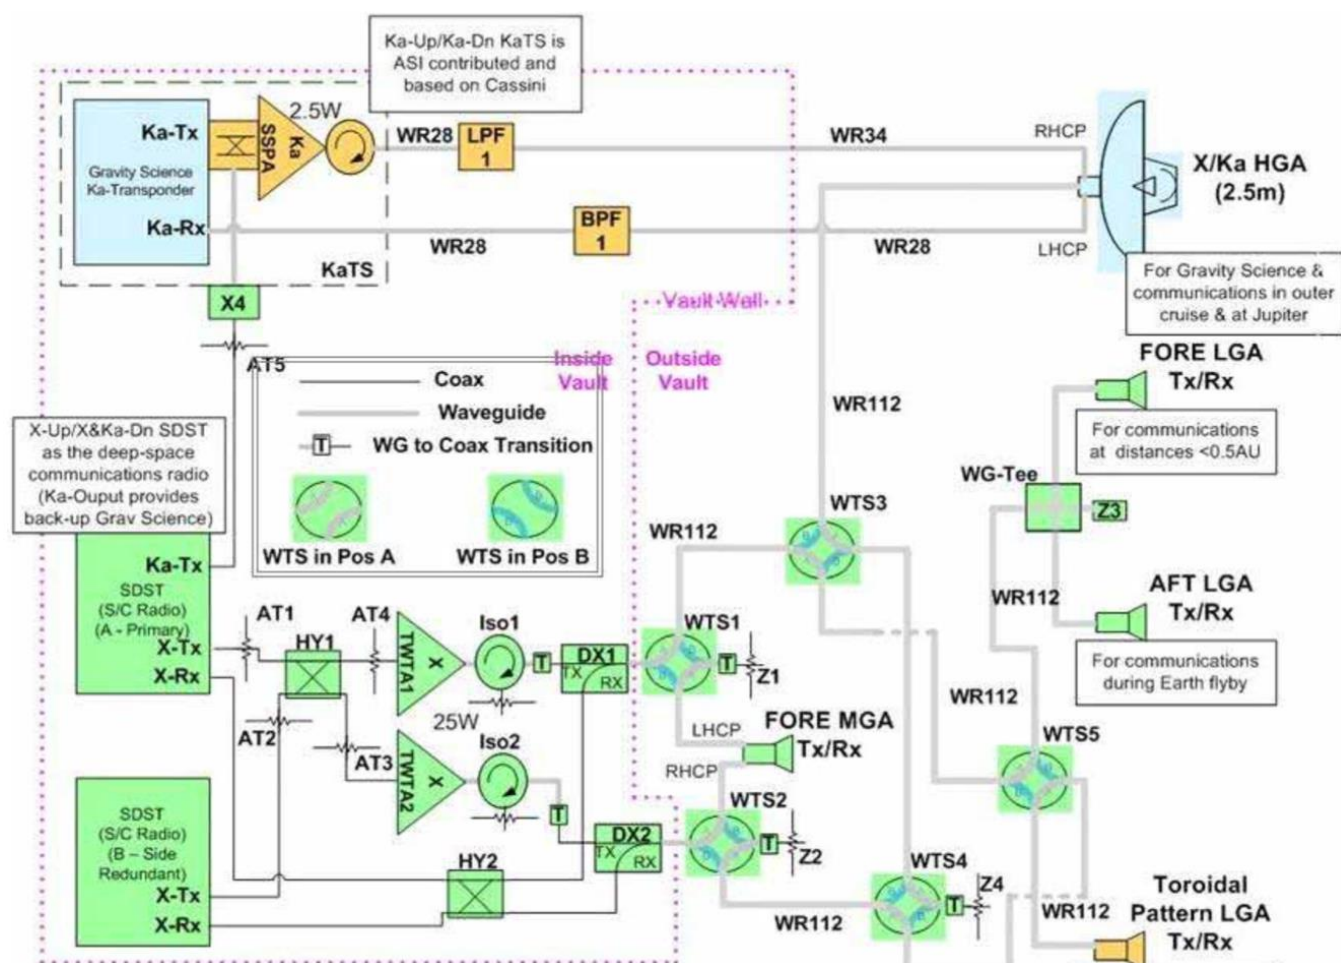 Ka-Up/Ka-Dn KaTS is
ASI contributed and
based on Cassini
Ka-Tx
Gravity Science
Ka-Transponder
Ka-Rx
KaTS
2.5W
Ka
SSPA
WR28
LPF
1
WR34
RHCP
X/Ka HGA
(2.5m)
WR28
BPF
1
WR28
LHCP
For Gravity Science &
communications in outer
cruise & at Jupiter
X4
AT5
Vault Wall
Inside
Vault
Outside
Vault
Coax
Waveguide
T
WG to Coax Transition
WTS in Pos A
WTS in Pos B
X-Up/X&Ka-Dn SDST
as the deep-space
communications radio
(Ka-Ouput provides
back-up Grav Science)
Ka-Tx
SDST
(S/C Radio)
(A - Primary)
X-Tx
X-Rx
AT1
AT4
HY1
AT2
AT3
X
TWTA1
Iso1
T
DX1
TX
RX
25W
X
TWTA2
Iso2
T
DX2
TX
RX
HY2
SDST
(S/C Radio)
(B – Side
Redundant)
X-Tx
X-Rx
WR112
WTS3
WR112
WTS1
T
Z1
LHCP
FORE MGA
Tx/Rx
RHCP
WTS2
T
Z2
WR112
WTS4
T
Z4
FORE LGA
Tx/Rx
For communications
at distances <0.5AU
WG-Tee
Z3
WR112
AFT LGA
Tx/Rx
For communications
during Earth flyby
WR112
WTS5
WR112
Toroidal
Pattern LGA
Tx/Rx